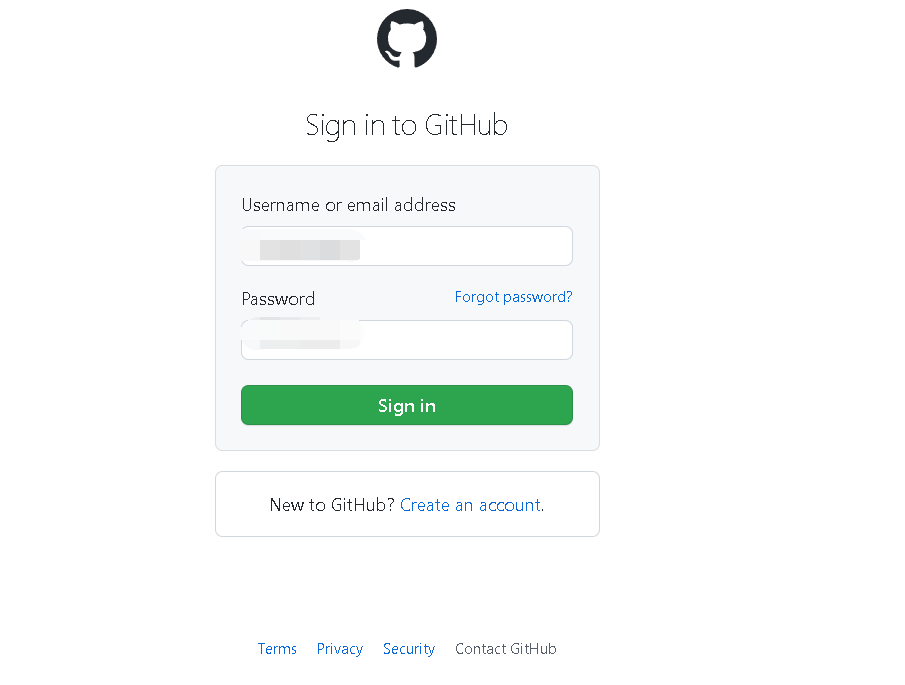 Sign in to GitHub
Username or email address
Password Forgot password?
Sign in
New to GitHub? Create an account.
Terms Privacy Security Contact GitHub